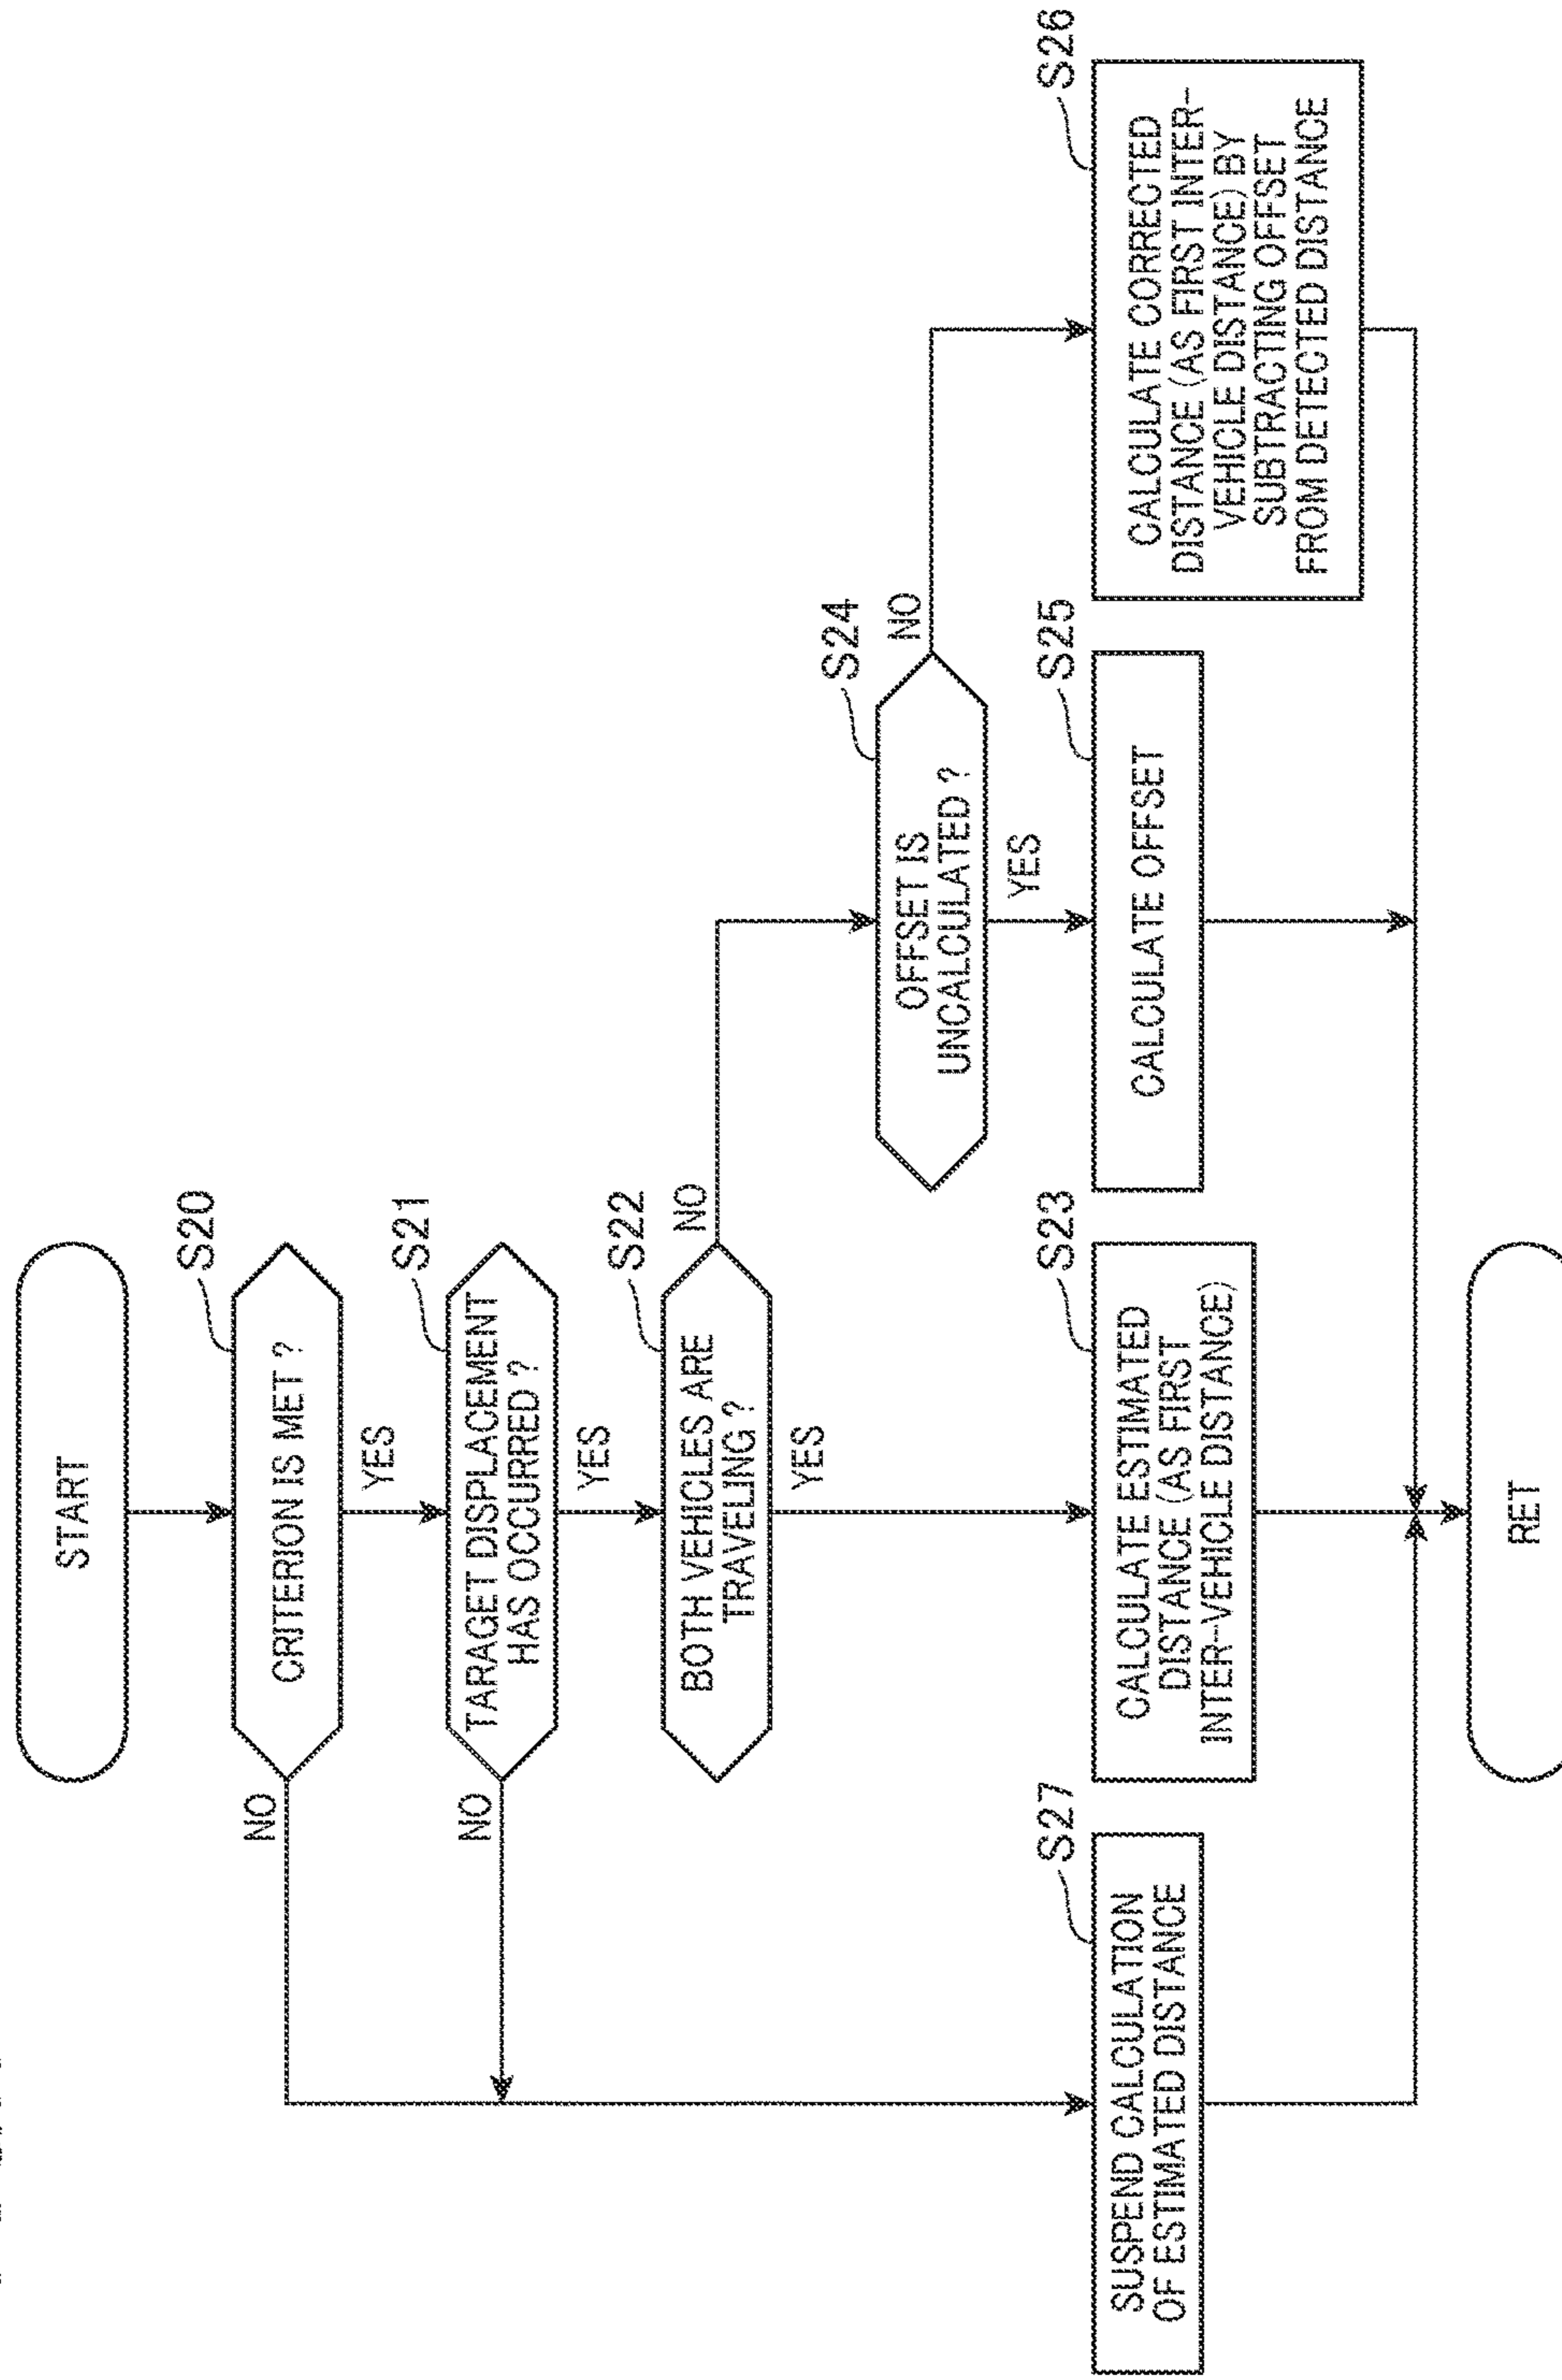 START
S20
CRITERION IS MET ?
NO
YES
S21
TARAGET DISPLACEMENT
HAS OCCURRED ?
NO
YES
S22
BOTH VEHICLES ARE
TRAVELING ?
NO
YES
S24
OFFSET IS
UNCALCULATED ?
NO
YES
S27
SUSPEND CALCULATION
OF ESTIMATED DISTANCE
S23
CALCULATE ESTIMATED
DISTANCE (AS FIRST
INTER-VEHICLE DISTANCE)
S25
CALCULATE OFFSET
S26
CALCULATE CORRECTED
DISTANCE (AS FIRST INTER-
VEHICLE DISTANCE) BY
SUBTRACTING OFFSET
FROM DETECTED DISTANCE
RET